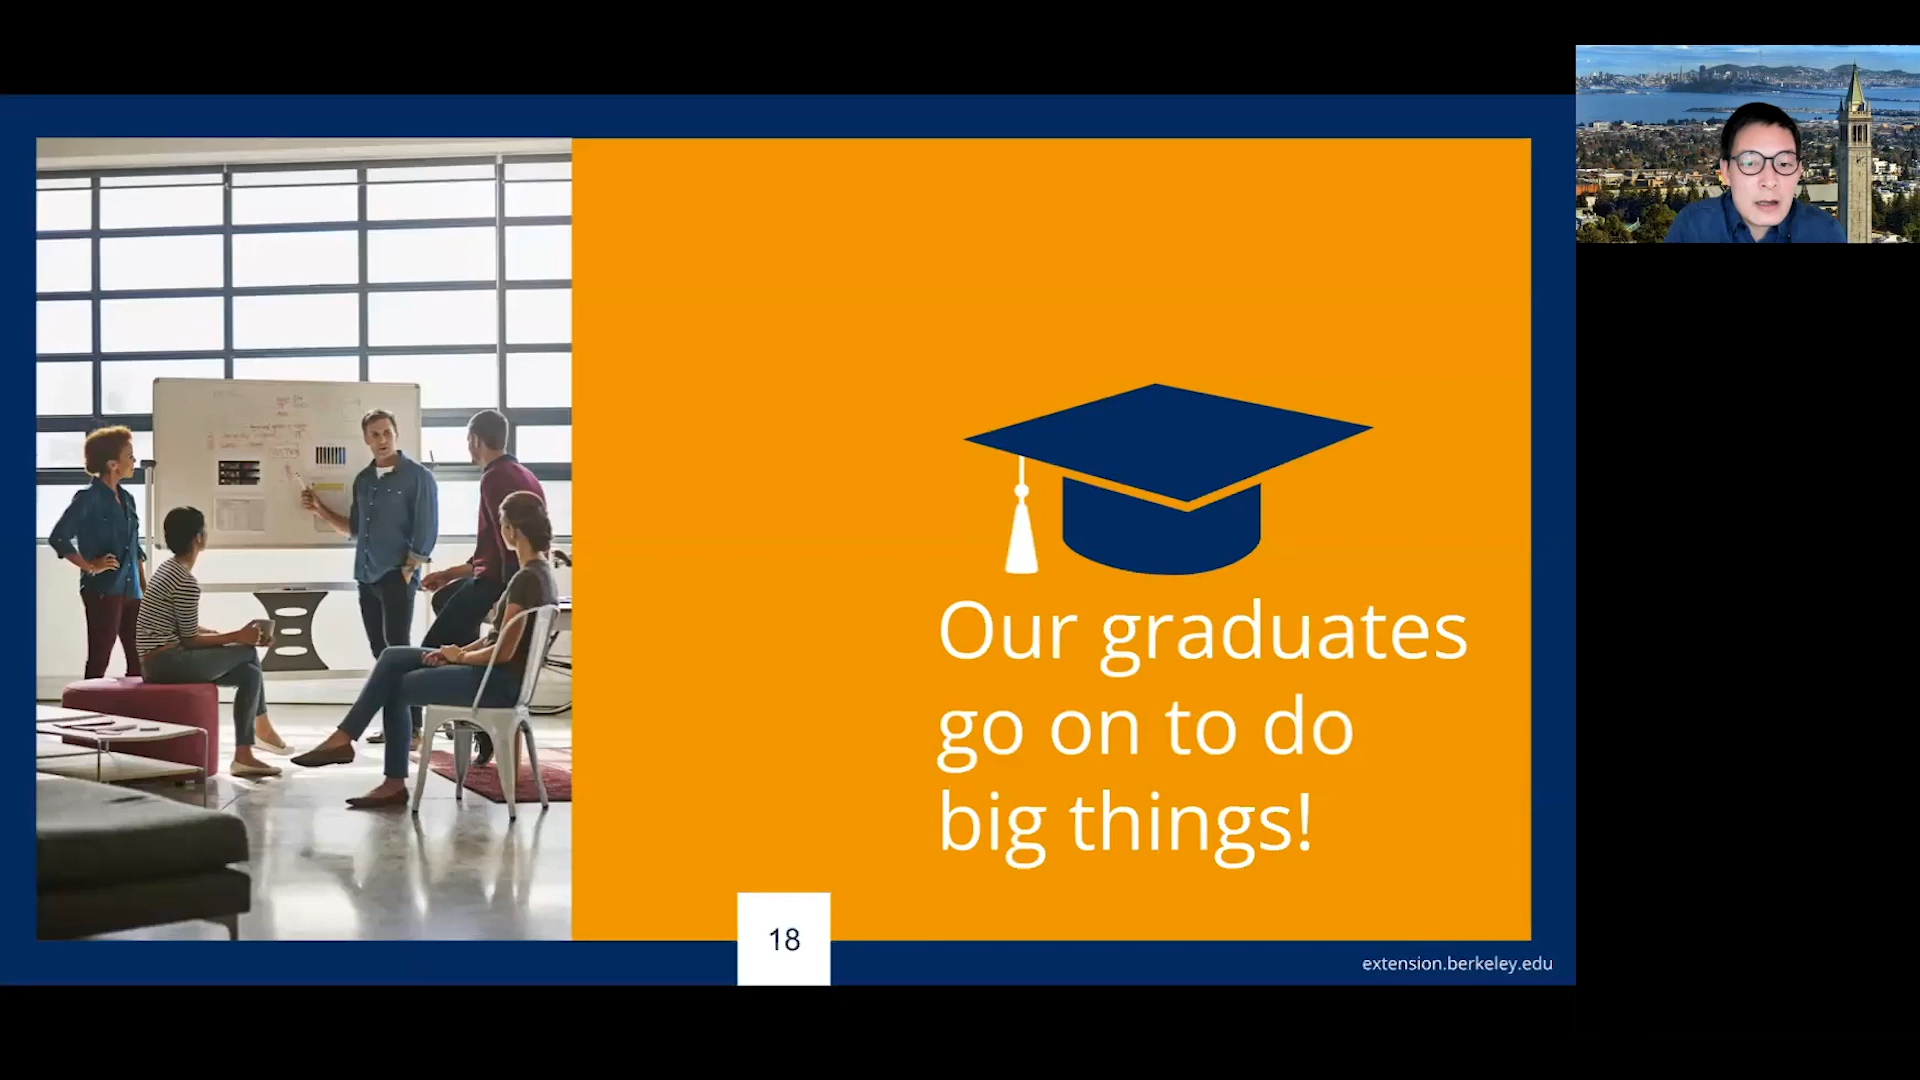 Our graduates
go on to do
big things!
18
extension.berkeley.edu